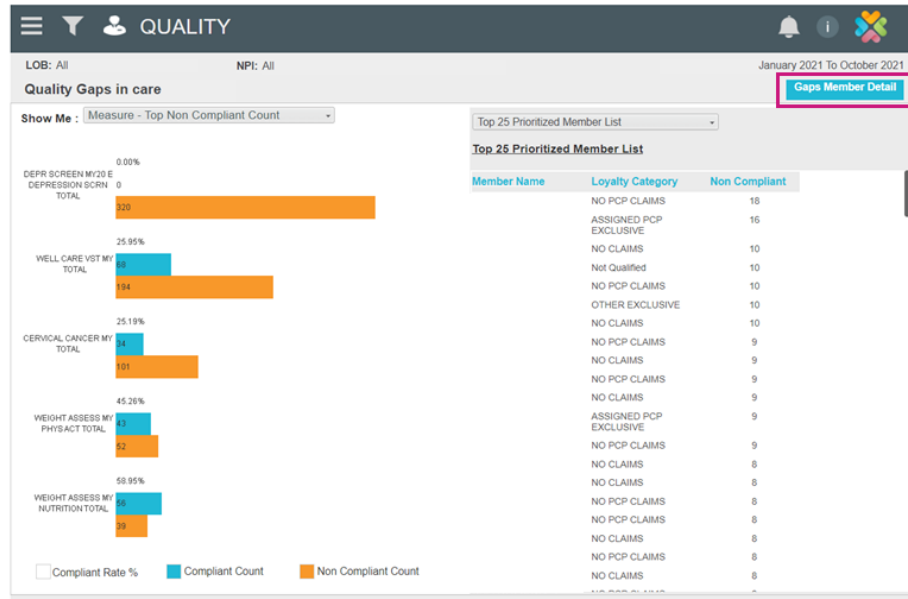 QUALITY
i
LOB: All
NPI: All
January 2021 To October 2021
Quality Gaps in care
Gaps Member Detail
Show Me : Measure - Top Non Compliant Count
0.00%
DEPR SCREEN MY20 E
DEPRESSION SCRN
TOTAL
0
320
25.95%
WELL CARE VST MY
TOTAL
68
194
25.19%
CERVICAL CANCER MY
TOTAL
34
101
45.26%
WEIGHT ASSESS MY
PHYS ACT TOTAL
43
52
58.95%
WEIGHT ASSESS MY
NUTRITION TOTAL
56
39
Compliant Rate %
Compliant Count
Non Compliant Count
Top 25 Prioritized Member List
Top 25 Prioritized Member List
Member Name Loyalty Category Non Compliant
NO PCP CLAIMS 18
ASSIGNED PCP 16
EXCLUSIVE
NO CLAIMS 10
Not Qualified 10
NO PCP CLAIMS 10
OTHER EXCLUSIVE 10
NO CLAIMS 10
NO PCP CLAIMS 9
NO CLAIMS 9
NO PCP CLAIMS 9
NO CLAIMS 9
ASSIGNED PCP 9
EXCLUSIVE
NO PCP CLAIMS 9
NO CLAIMS 8
NO CLAIMS 8
NO PCP CLAIMS 8
NO PCP CLAIMS 8
NO CLAIMS 8
NO PCP CLAIMS 8
NO CLAIMS 8